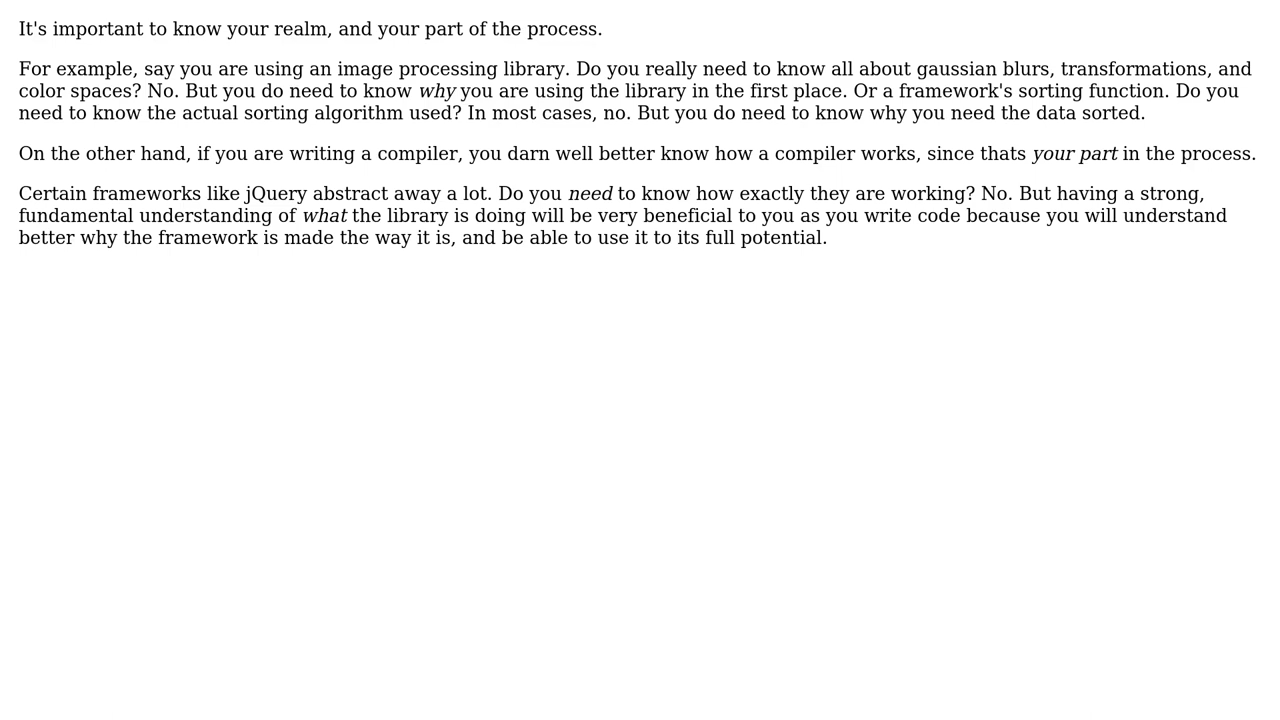 It's important to know your realm, and your part of the process.
For example, say you are using an image processing library. Do you really need to know all about gaussian blurs, transformations, and
color spaces? No. But you do need to know why you are using the library in the first place. Or a framework's sorting function. Do you
need to know the actual sorting algorithm used? In most cases, no. But you do need to know why you need the data sorted.
On the other hand, if you are writing a compiler, you darn well better know how a compiler works, since thats your part in the process.
Certain frameworks like jQuery abstract away a lot. Do you need to know how exactly they are working? No. But having a strong,
fundamental understanding of what the library is doing will be very beneficial to you as you write code because you will understand
better why the framework is made the way it is, and be able to use it to its full potential.